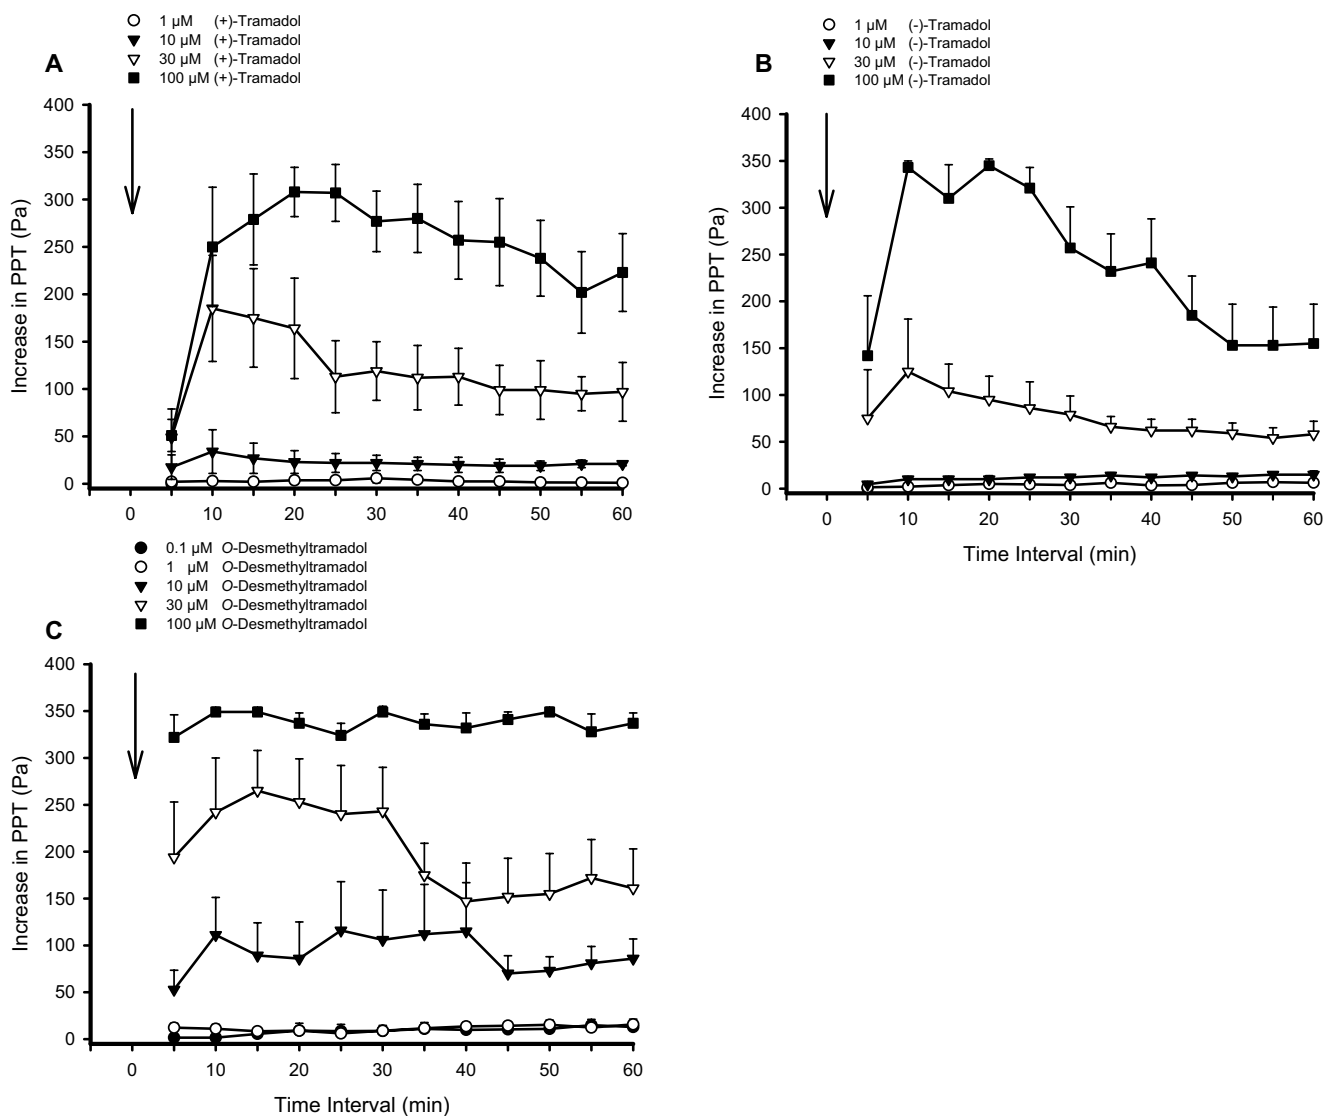 1 µM (+)-Tramadol
10 µM (+)-Tramadol
30 µM (+)-Tramadol
100 µM (+)-Tramadol
A
400
350
300
250
200
150
100
50
0
Increase in PPT (Pa)
0 10 20 30 40 50 60
1 µM (-)-Tramadol
10 µM (-)-Tramadol
30 µM (-)-Tramadol
100 µM (-)-Tramadol
B
400
350
300
250
200
150
100
50
0
Increase in PPT (Pa)
0 10 20 30 40 50 60
Time Interval (min)
0.1 µM O-Desmethyltramadol
1 µM O-Desmethyltramadol
10 µM O-Desmethyltramadol
30 µM O-Desmethyltramadol
100 µM O-Desmethyltramadol
C
400
350
300
250
200
150
100
50
0
Increase in PPT (Pa)
0 10 20 30 40 50 60
Time Interval (min)